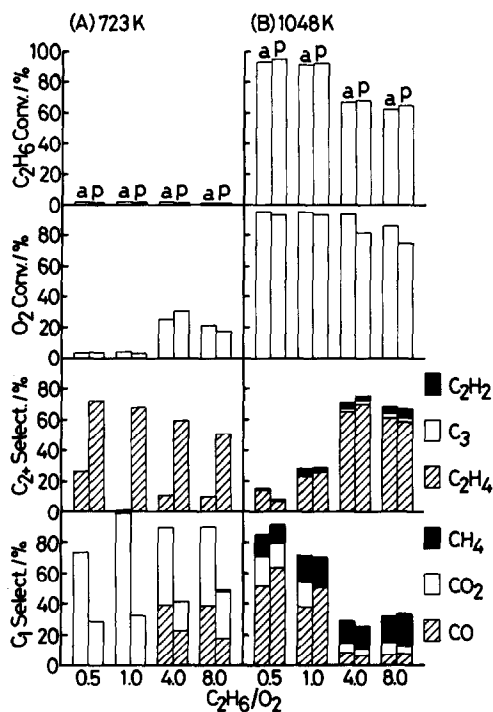 (A) 723K (B) 1048K
C₂H₆ Conv./%
100
80
60
40
20
0
a p a p a p a p
a p a p a p a p
O₂ Conv./%
80
60
40
20
0
C₂₊ Select./%
80
60
40
20
0
C₂H₂
C₃
C₂H₄
C₁ Select./%
80
60
40
20
0
CH₄
CO₂
CO
0.5 1.0 4.0 8.0 0.5 1.0 4.0 8.0
C₂H₆/O₂